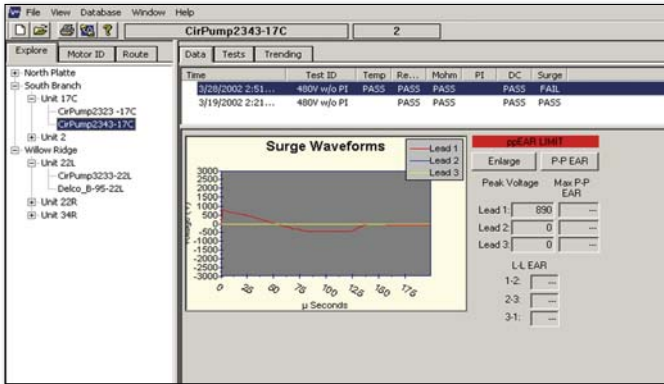 File View Database Window Help
CirPump2343-17C 2
Explore Motor ID Route
North Platte
South Branch
Unit 17C
CirPump2323 -17C
CirPump2343-17C
Unit 2
Willow Ridge
Unit 22L
CirPump3233-22L
Delco_B-95-22L
Unit 22R
Unit 34R
Data Tests Trending
Time Test ID Temp Re... Mohm PI DC Surge
3/28/2002 2:51... 480V w/o PI PASS PASS PASS PASS FAIL
3/19/2002 2:21... 480V w/o PI PASS PASS PASS PASS
Surge Waveforms
Lead 1
Lead 2
Lead 3
3000
2500
2000
1500
1000
500
0
-500
-1000
-1500
-2000
-2500
-3000
0 25 50 75 100 125 150 175
µ Seconds
ppEAR LIMIT
Enlarge P-P EAR
Peak Voltage Max P-P EAR
Lead 1: 890 ---
Lead 2: 0 ---
Lead 3: 0 ---
L-L EAR
1-2: ---
2-3: ---
3-1: ---